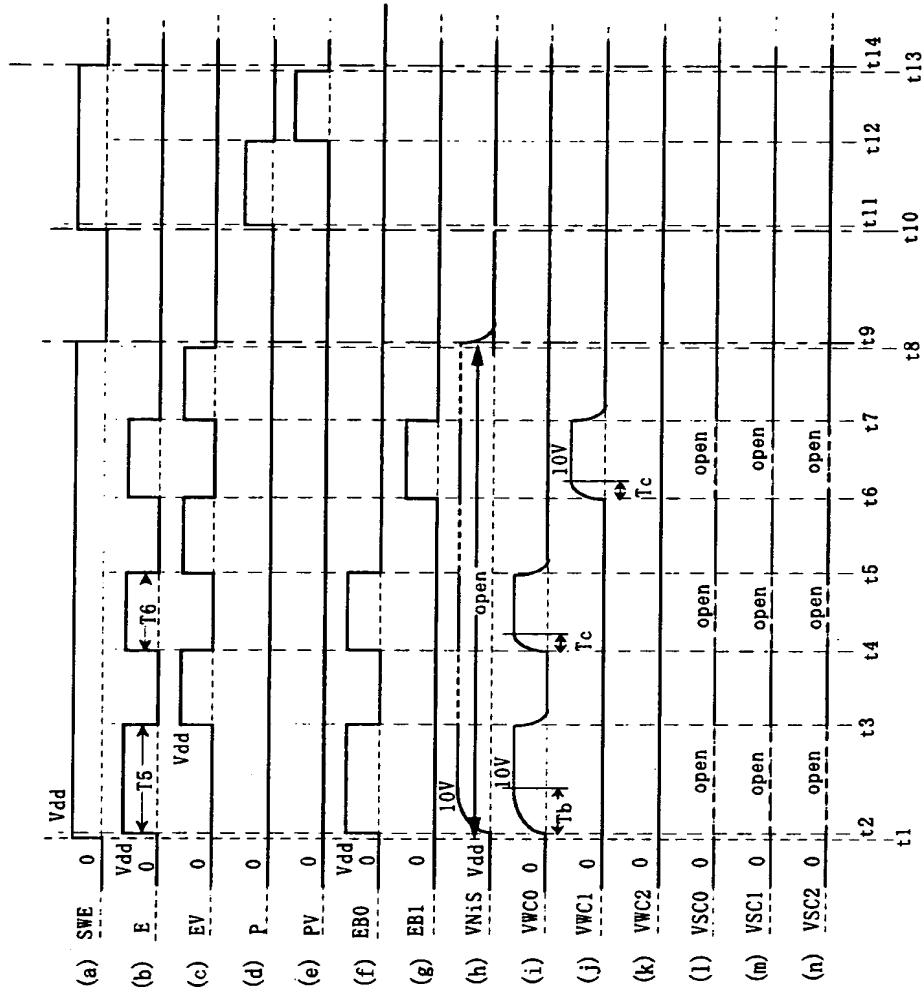 (a) SWE 0 Vdd
(b) E 0 Vdd T5 T6
(c) EV 0 Vdd
(d) P 0
(e) PV 0
(f) EB0 0 Vdd
(g) EB1 0
(h) VNiS Vdd 10V open
(i) VWC0 0 10V Tb Tc
(j) VWC1 0 10V Tc
(k) VWC2 0
(l) VSC0 0 open open open
(m) VSC1 0 open open open
(n) VSC2 0 open open open
t2 t3 t4 t5 t6 t7 t8 t9 t11 t12 t14
t1 t10 t13